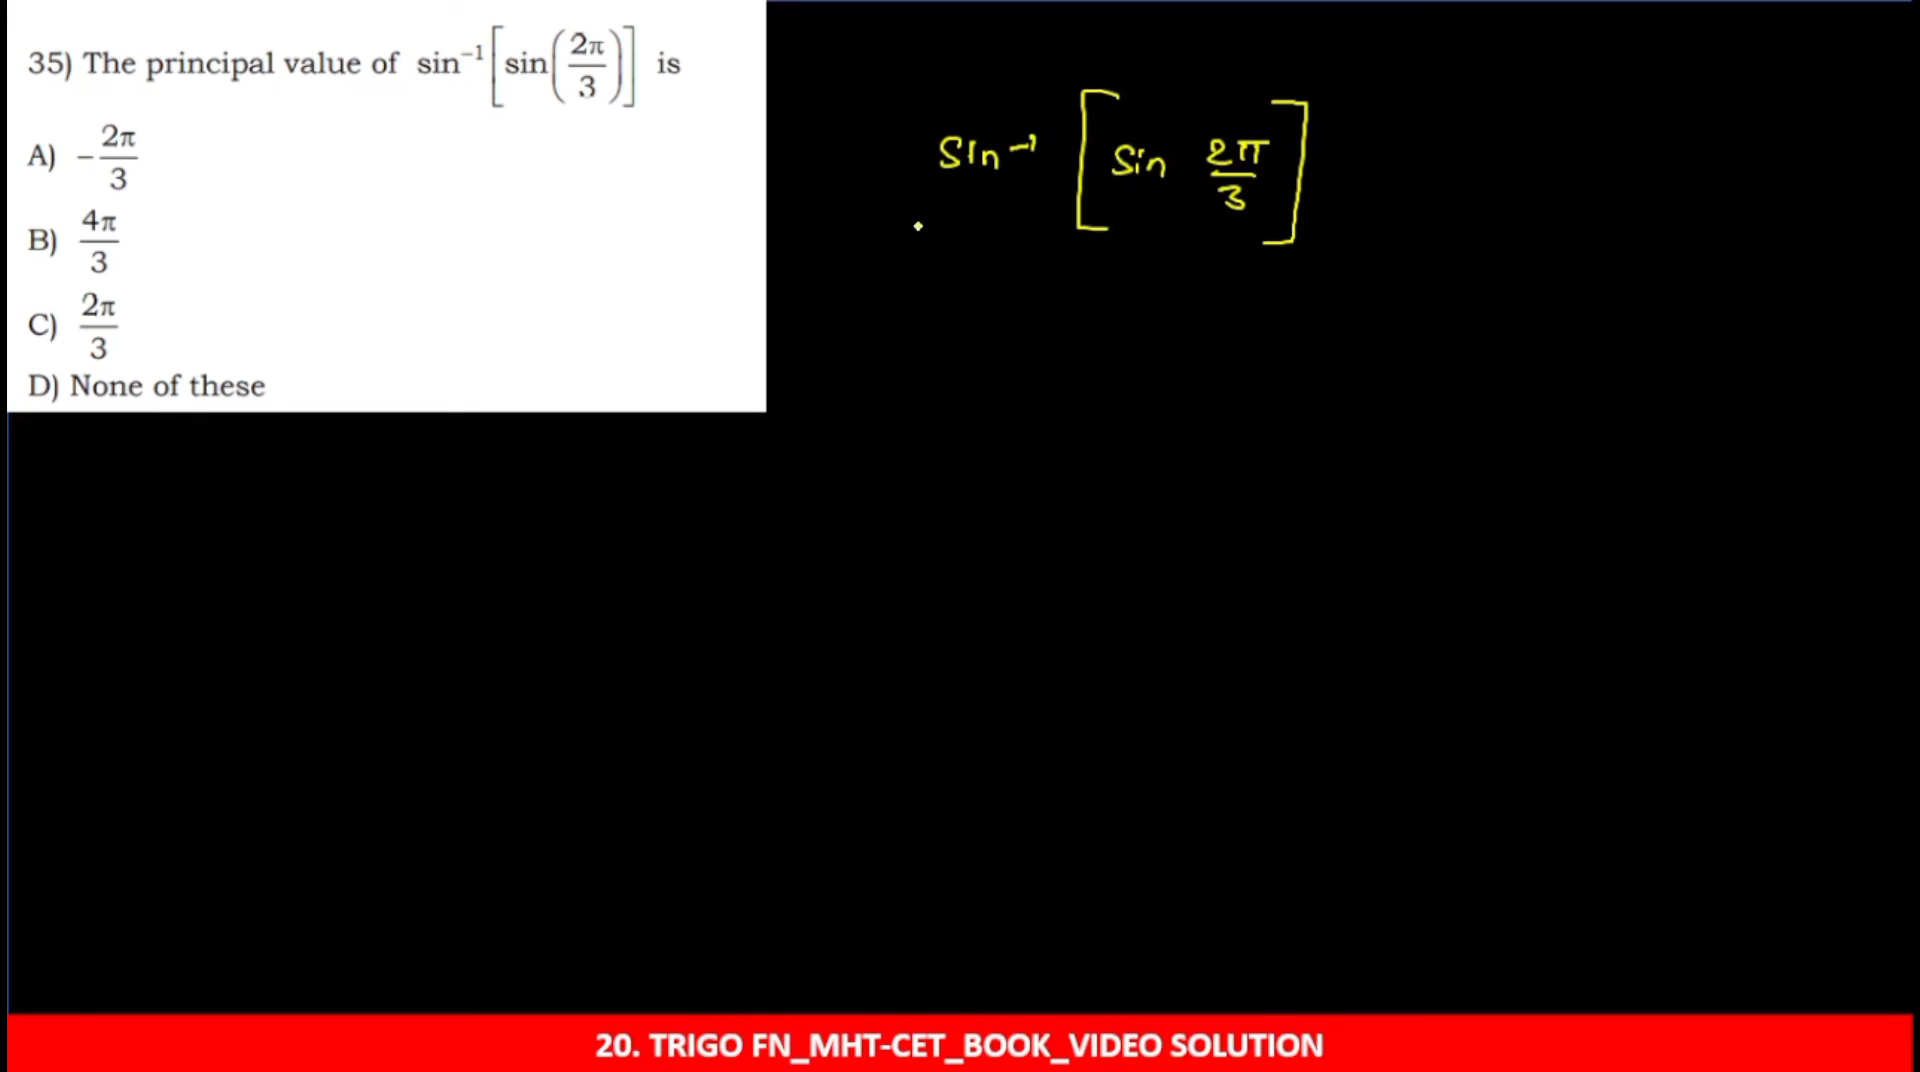 35) The principal value of sin⁻¹[sin(2π/3)] is
A) -2π/3
B) 4π/3
C) 2π/3
D) None of these
sin⁻¹ [sin 2π/3]
20. TRIGO FN_MHT-CET_BOOK_VIDEO SOLUTION